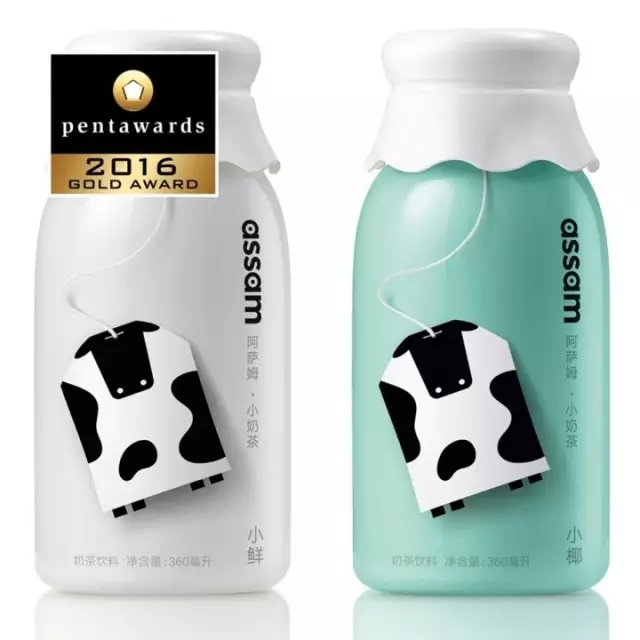 pentawards
2016
GOLD AWARD
assam
阿萨姆·小奶茶
小鲜
奶茶饮料 净含量:360毫升
assam
阿萨姆·小奶茶
小椰
奶茶饮料 净含量:360毫升